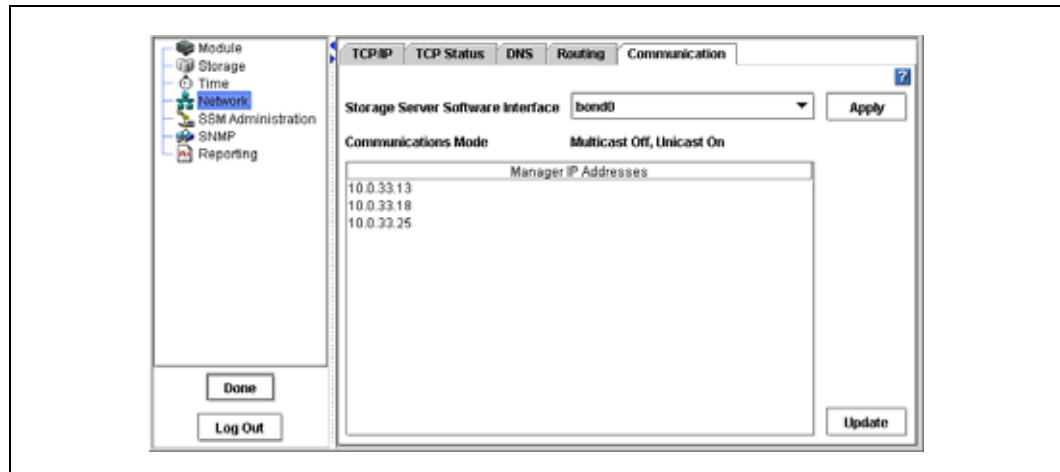 Module
Storage
Time
Network
SSM Administration
SNMP
Reporting
Done
Log Out
TCP/IP TCP Status DNS Routing Communication
?
Storage Server Software Interface bond0 Apply
Communications Mode Multicast Off, Unicast On
Manager IP Addresses
10.0.33.13
10.0.33.18
10.0.33.25
Update